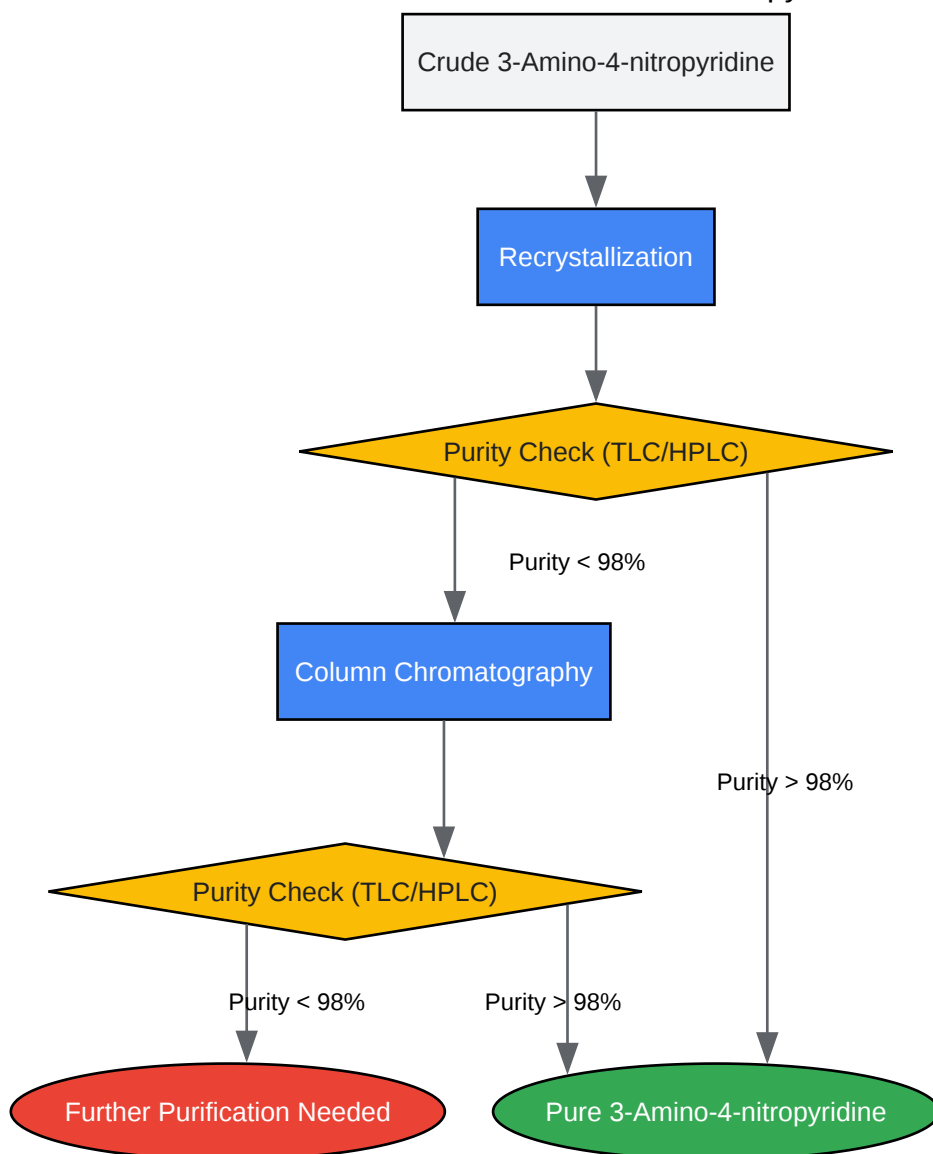 Crude 3-Amino-4-nitropyridine
Recrystallization
Purity Check (TLC/HPLC)
Purity < 98%
Column Chromatography
Purity > 98%
Purity Check (TLC/HPLC)
Purity < 98%
Purity > 98%
Further Purification Needed
Pure 3-Amino-4-nitropyridine